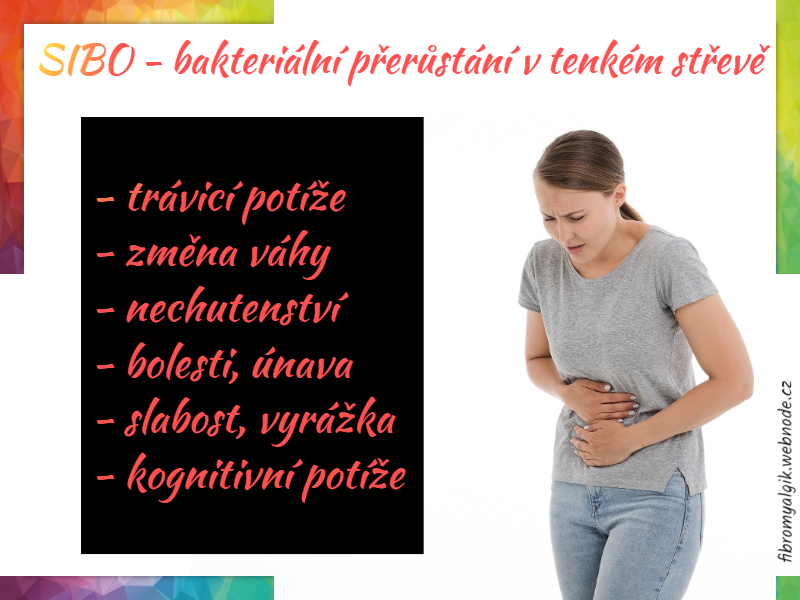 SIBO – bakteriální přerůstání v tenkém střevě
– trávicí potíže
– změna váhy
– nechutenství
– bolesti, únava
– slabost, vyrážka
– kognitivní potíže
fibromyalgik.webnode.cz